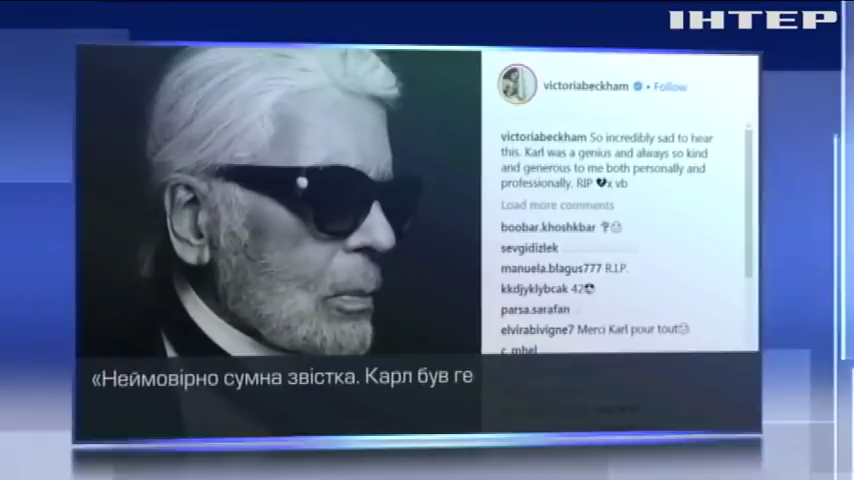 ІНТЕР
victoriabeckham • Follow
victoriabeckham So incredibly sad to hear
this. Karl was a genius and always so kind
and generous to me both personally and
professionally. RIP 💔x vb
Load more comments
boobar.khoshkbar
sevgidizlek
manuela.blagus777 R.I.P.
kkdjyklybcak 42
parsa.sarafan
elvirabivigne7 Merci Karl pour tout
c_mhel
«Неймовірно сумна звістка. Карл був ге